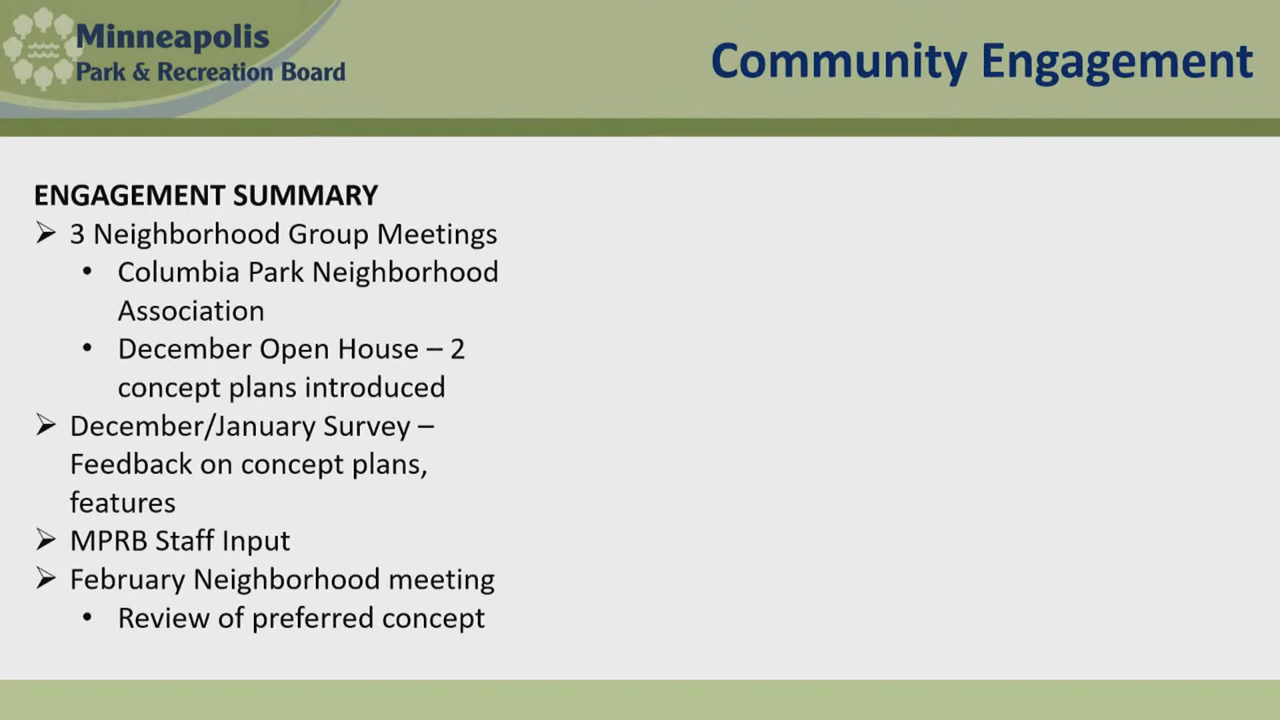 Minneapolis
Park & Recreation Board
Community Engagement
ENGAGEMENT SUMMARY
➢ 3 Neighborhood Group Meetings
• Columbia Park Neighborhood
Association
• December Open House – 2
concept plans introduced
➢ December/January Survey –
Feedback on concept plans,
features
➢ MPRB Staff Input
➢ February Neighborhood meeting
• Review of preferred concept